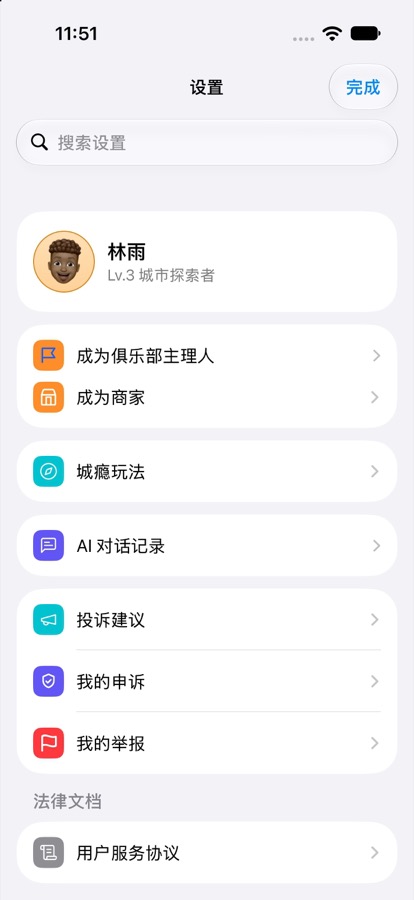 11:51
设置
完成
搜索设置
林雨
Lv.3 城市探索者
成为俱乐部主理人
成为商家
城瘾玩法
AI 对话记录
投诉建议
我的申诉
我的举报
法律文档
用户服务协议